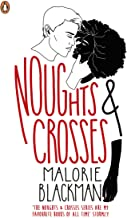 NOUGHTS
&
CROSSES
MALORIE
BLACKMAN
'THE NOUGHTS & CROSSES SERIES ARE MY
FAVOURITE BOOKS OF ALL TIME' STORMZY